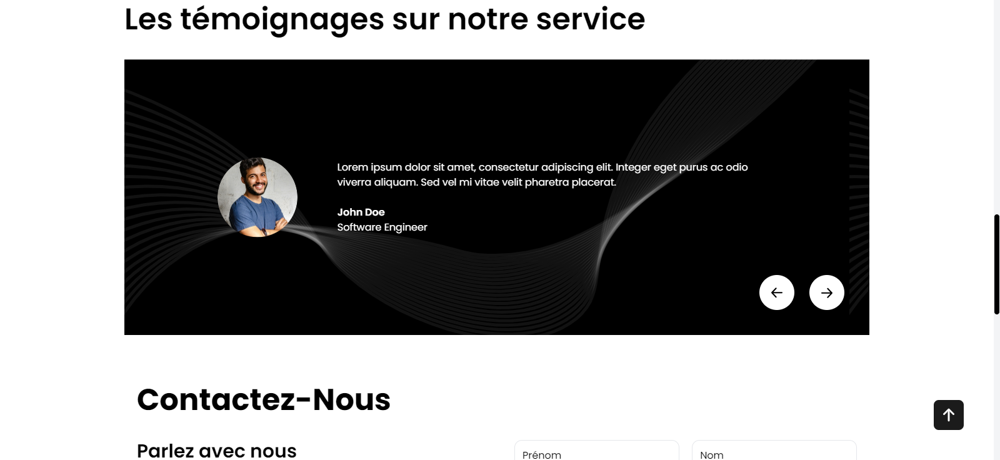 Les témoignages sur notre service
Lorem ipsum dolor sit amet, consectetur adipiscing elit. Integer eget purus ac odio
viverra aliquam. Sed vel mi vitae velit pharetra placerat.
John Doe
Software Engineer
Contactez-Nous
Parlez avec nous
Prénom
Nom